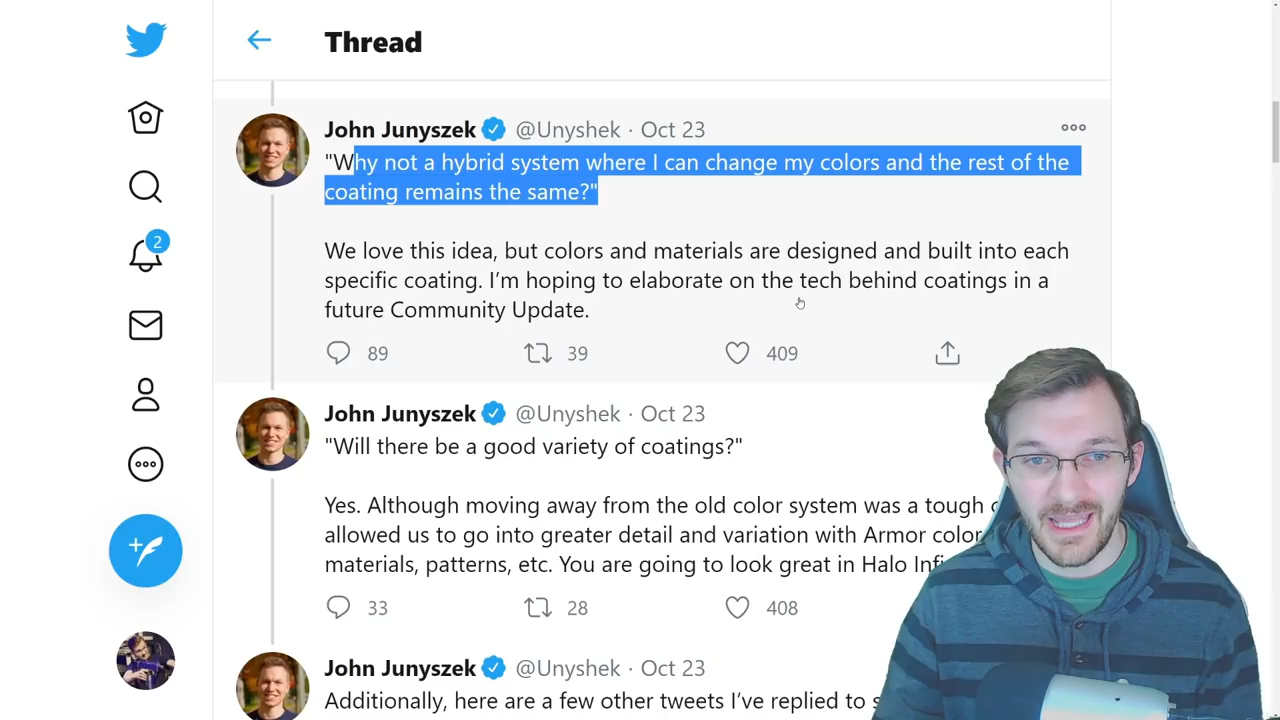 Thread
John Junyszek @Unyshek · Oct 23
"Why not a hybrid system where I can change my colors and the rest of the
coating remains the same?"
We love this idea, but colors and materials are designed and built into each
specific coating. I'm hoping to elaborate on the tech behind coatings in a
future Community Update.
89 39 409
2
John Junyszek @Unyshek · Oct 23
"Will there be a good variety of coatings?"
Yes. Although moving away from the old color system was a tough
allowed us to go into greater detail and variation with Armor color
materials, patterns, etc. You are going to look great in Halo
33 28 408
John Junyszek @Unyshek · Oct 23
Additionally, here are a few other tweets I've replied to